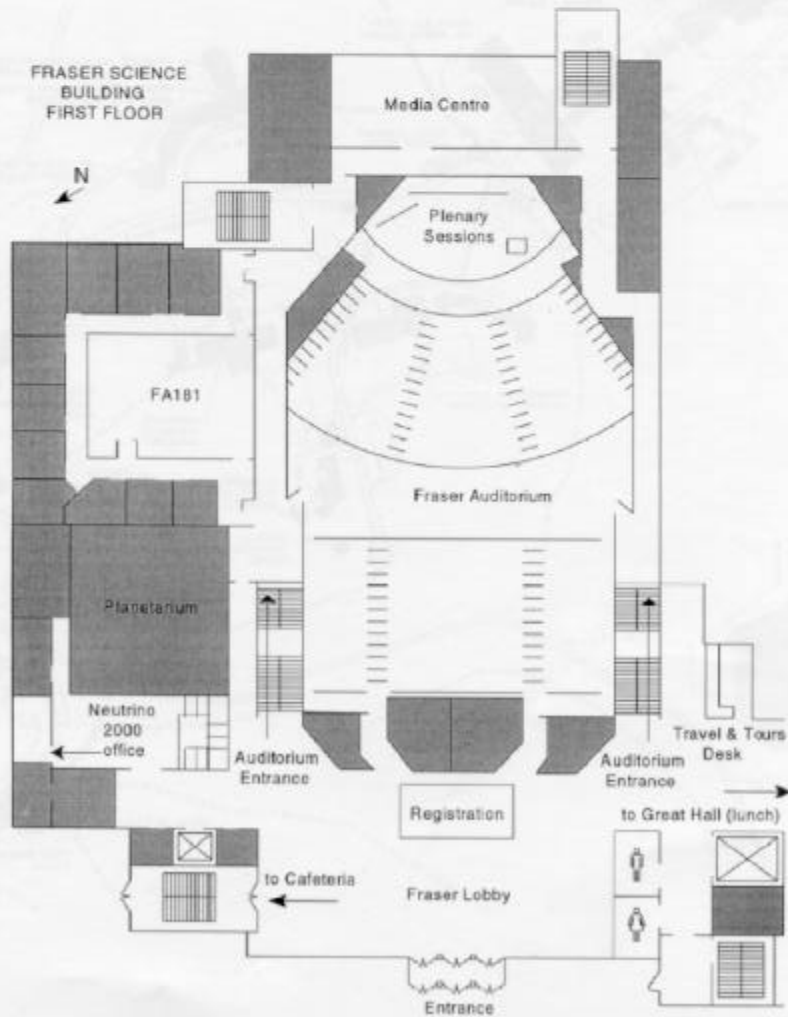 FRASER SCIENCE
BUILDING
FIRST FLOOR
N
Media Centre
Plenary
Sessions
FA181
Fraser Auditorium
Planetarium
Neutrino
2000
office
Auditorium
Entrance
Auditorium
Entrance
Travel & Tours
Desk
Registration
to Great Hall (lunch)
to Cafeteria
Fraser Lobby
Entrance